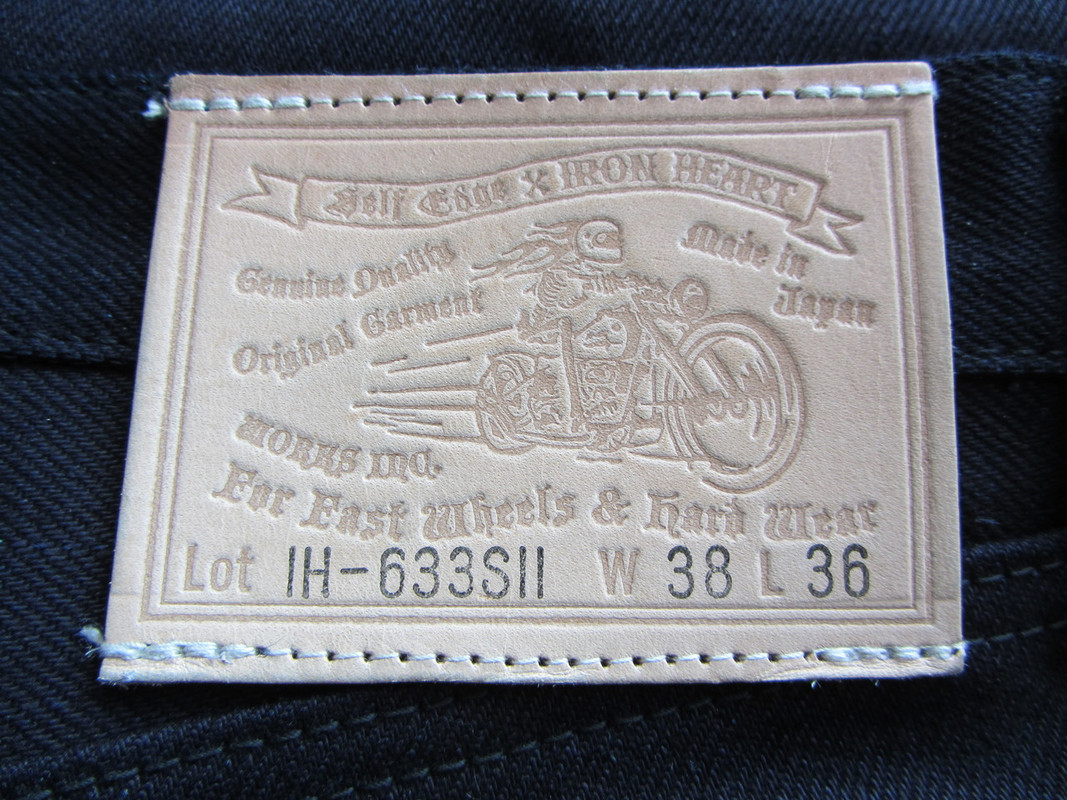 Self Edge X IRON HEART
Genuine Quality
Original Garment
Made in
Japan
WORKS INC.
For Fast Wheels & Hard Wear
Lot IH-633SII W 38 L 36